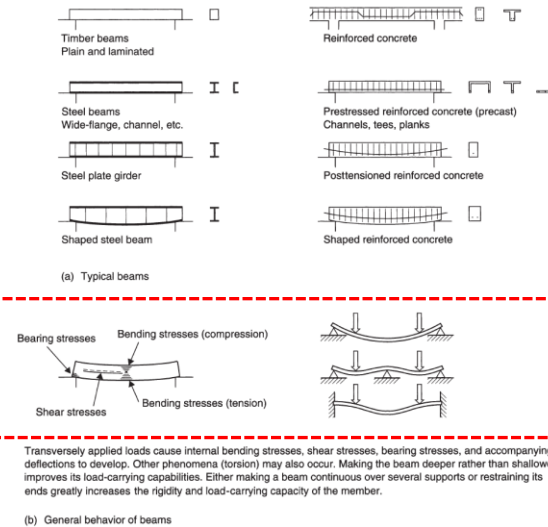 Timber beams
Plain and laminated
Reinforced concrete
Steel beams
Wide-flange, channel, etc.
Prestressed reinforced concrete (precast)
Channels, tees, planks
Steel plate girder
Posttensioned reinforced concrete
Shaped steel beam
Shaped reinforced concrete
(a) Typical beams
Bearing stresses
Bending stresses (compression)
Shear stresses
Bending stresses (tension)
Transversely applied loads cause internal bending stresses, shear stresses, bearing stresses, and accompanying
deflections to develop. Other phenomena (torsion) may also occur. Making the beam deeper rather than shallowe
improves its load-carrying capabilities. Either making a beam continuous over several supports or restraining its
ends greatly increases the rigidity and load-carrying capacity of the member.
(b) General behavior of beams